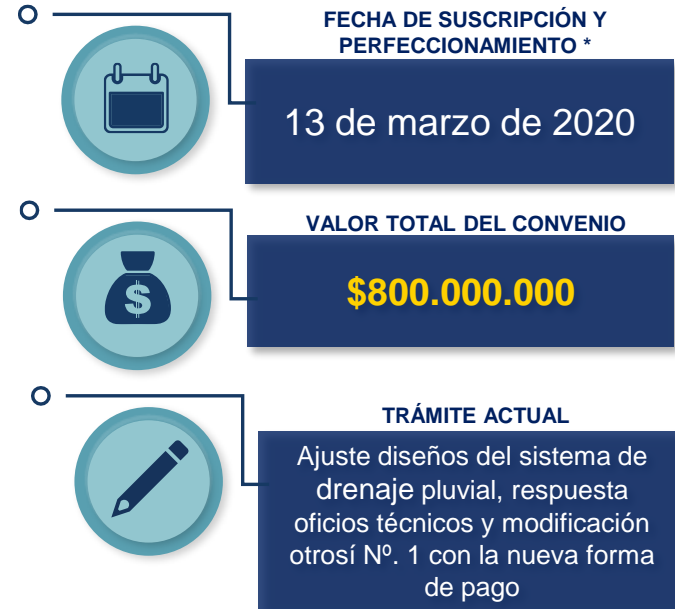 FECHA DE SUSCRIPCIÓN Y
PERFECCIONAMIENTO *
13 de marzo de 2020
VALOR TOTAL DEL CONVENIO
$
$800.000.000
TRÁMITE ACTUAL
Ajuste diseños del sistema de
drenaje pluvial, respuesta
oficios técnicos y modificación
otrosí Nº. 1 con la nueva forma
de pago